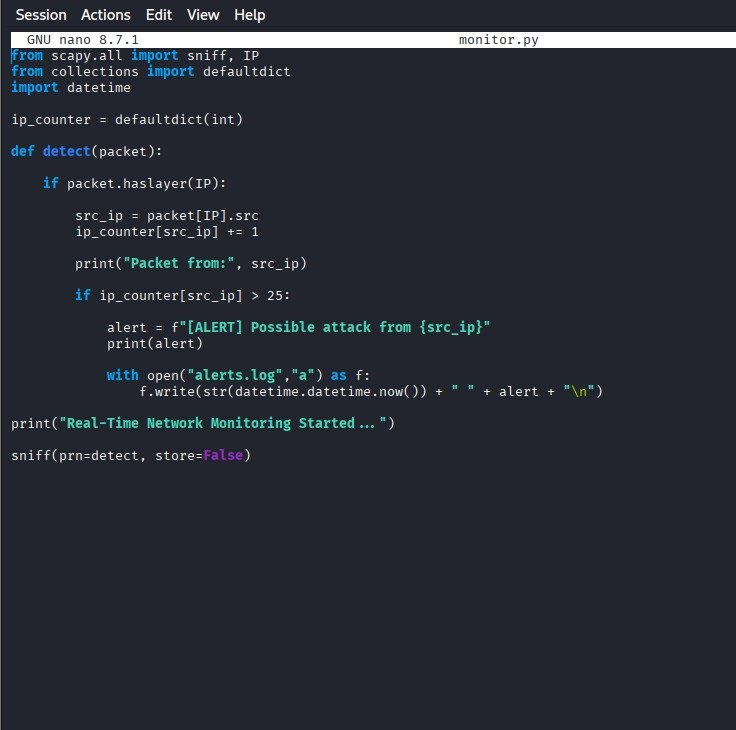 Session Actions Edit View Help
GNU nano 8.7.1 monitor.py
from scapy.all import sniff, IP
from collections import defaultdict
import datetime

ip_counter = defaultdict(int)

def detect(packet):

    if packet.haslayer(IP):

        src_ip = packet[IP].src
        ip_counter[src_ip] += 1

        print("Packet from:", src_ip)

        if ip_counter[src_ip] > 25:

            alert = f"[ALERT] Possible attack from {src_ip}"
            print(alert)

            with open("alerts.log","a") as f:
                f.write(str(datetime.datetime.now()) + " " + alert + "\n")

print("Real-Time Network Monitoring Started...")

sniff(prn=detect, store=False)